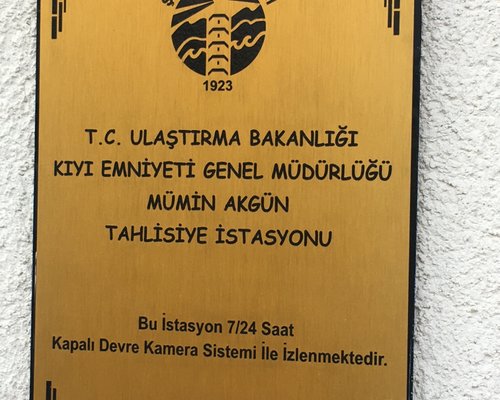 1923
T.C. ULAŞTIRMA BAKANLIĞI
KIYI EMNİYETİ GENEL MÜDÜRLÜĞÜ
MÜMİN AKGÜN
TAHLİSİYE İSTASYONU
Bu İstasyon 7/24 Saat
Kapalı Devre Kamera Sistemi İle İzlenmektedir.